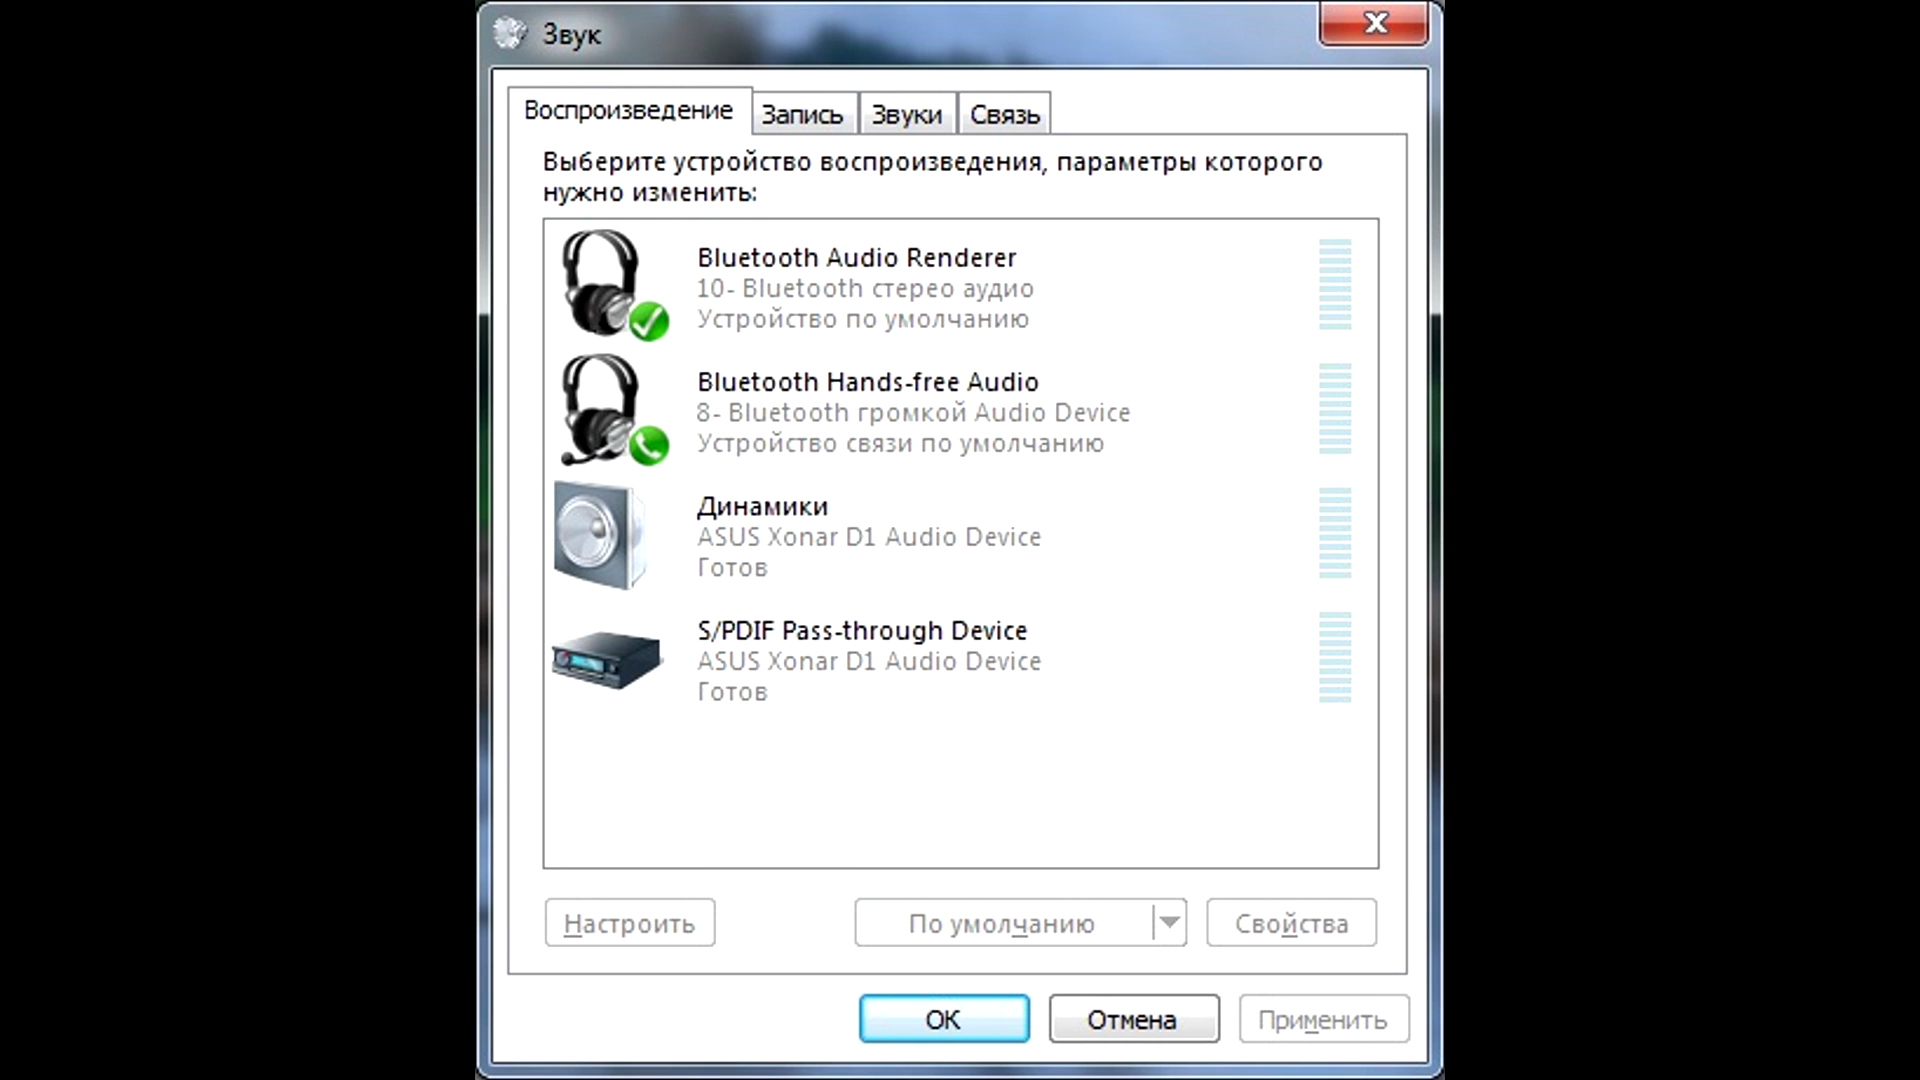 Звук
Воспроизведение Запись Звуки Связь
Выберите устройство воспроизведения, параметры которого
нужно изменить:
Bluetooth Audio Renderer
10- Bluetooth стерео аудио
Устройство по умолчанию
Bluetooth Hands-free Audio
8- Bluetooth громкой Audio Device
Устройство связи по умолчанию
Динамики
ASUS Xonar D1 Audio Device
Готов
S/PDIF Pass-through Device
ASUS Xonar D1 Audio Device
Готов
Настроить По умолчанию Свойства
ОК Отмена Применить